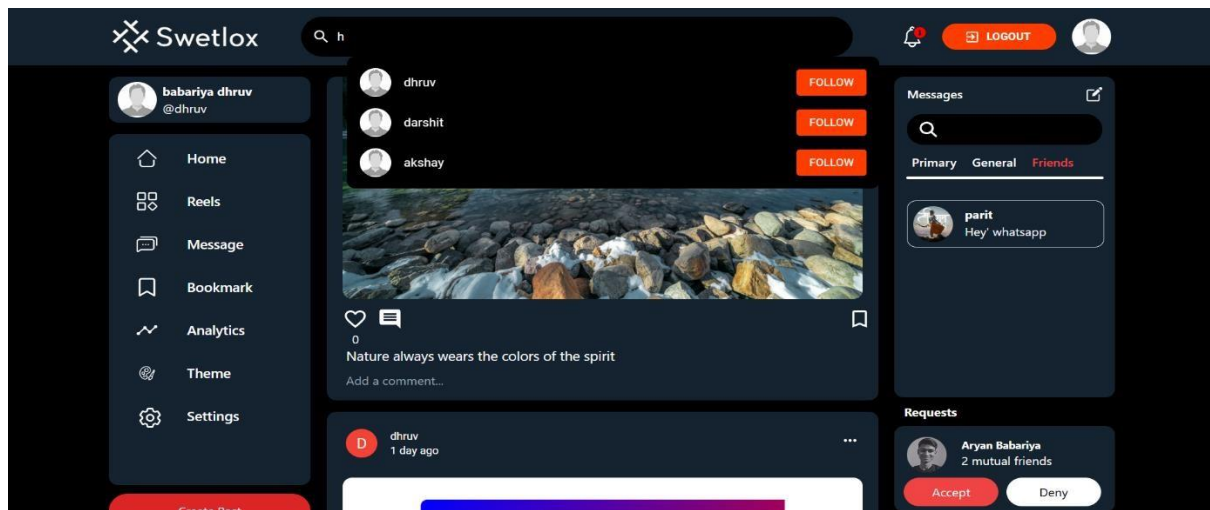 Swetlox
h
LOGOUT
babariya dhruv
@dhruv
Home
Reels
Message
Bookmark
Analytics
Theme
Settings
dhruv
FOLLOW
darshit
FOLLOW
akshay
FOLLOW
0
Nature always wears the colors of the spirit
Add a comment...
D
dhruv
1 day ago
Messages
Primary General Friends
parit
Hey' whatsapp
Requests
Aryan Babariya
2 mutual friends
Accept
Deny